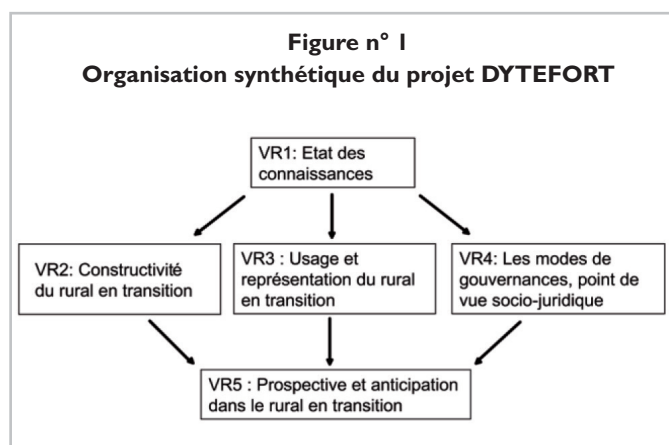 Figure n° 1
Organisation synthétique du projet DYTEFORT
VR1: Etat des
connaissances
VR2: Constructivité
du rural en transition
VR3 : Usage et
représentation du rural
en transition
VR4: Les modes de
gouvernances, point de
vue socio-juridique
VR5 : Prospective et anticipation
dans le rural en transition